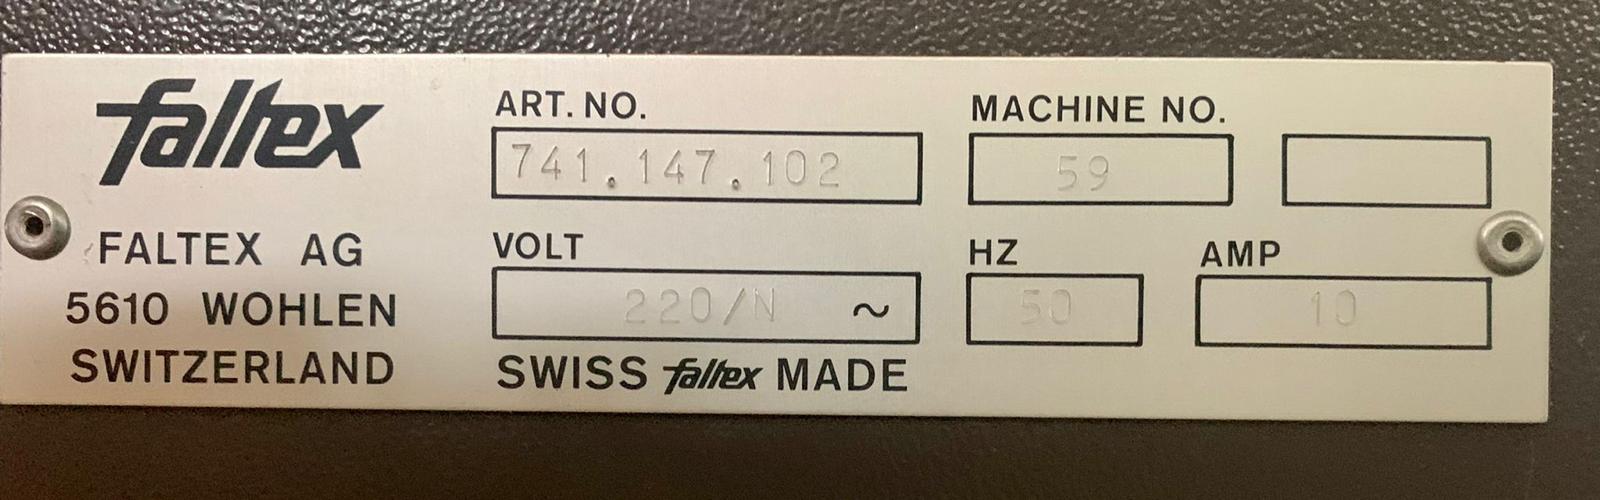 faltex
FALTEX AG
5610 WOHLEN
SWITZERLAND
ART. NO.
741.147.102
MACHINE NO.
59
VOLT
220/N ~
HZ
50
AMP
10
SWISS faltex MADE